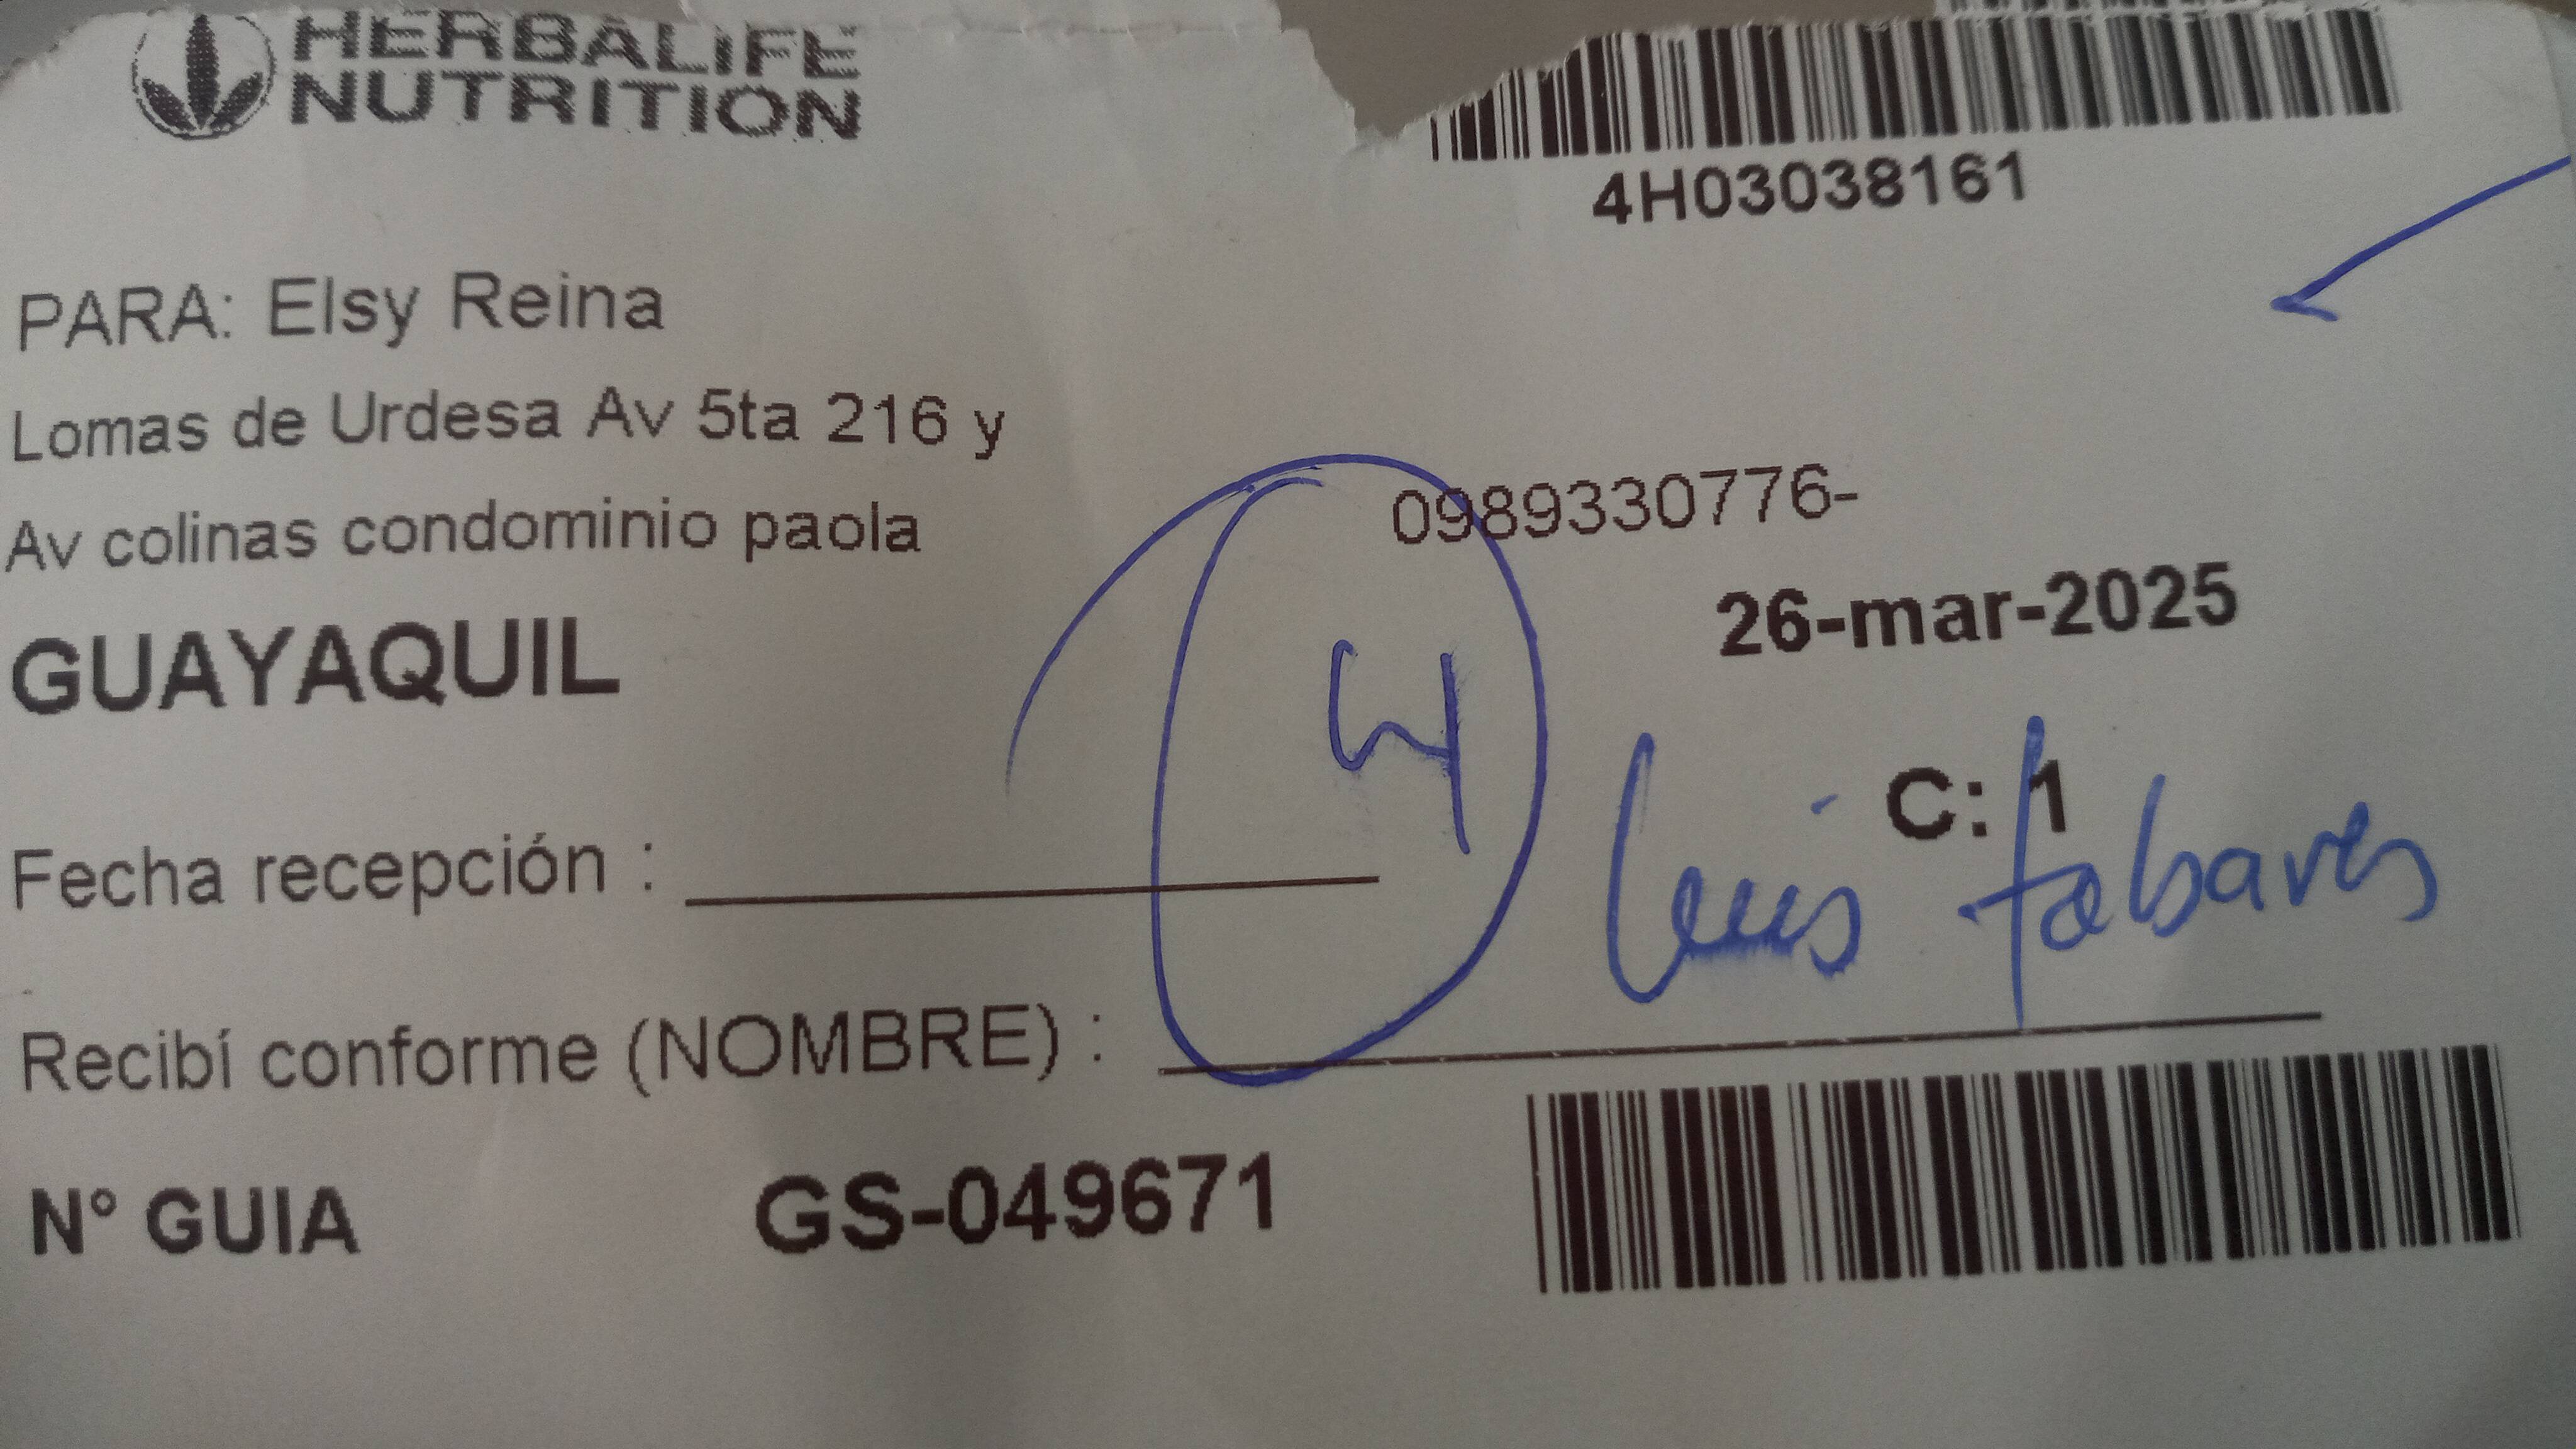 HERBALIFE
NUTRITION
4H03038161
PARA: Elsy Reina
Lomas de Urdesa Av 5ta 216 y
Av colinas condominio paola
0989330776-
GUAYAQUIL
26-mar-2025
4
C: 1
Fecha recepción :
luis tabares
Recibí conforme (NOMBRE) :
N° GUIA GS-049671